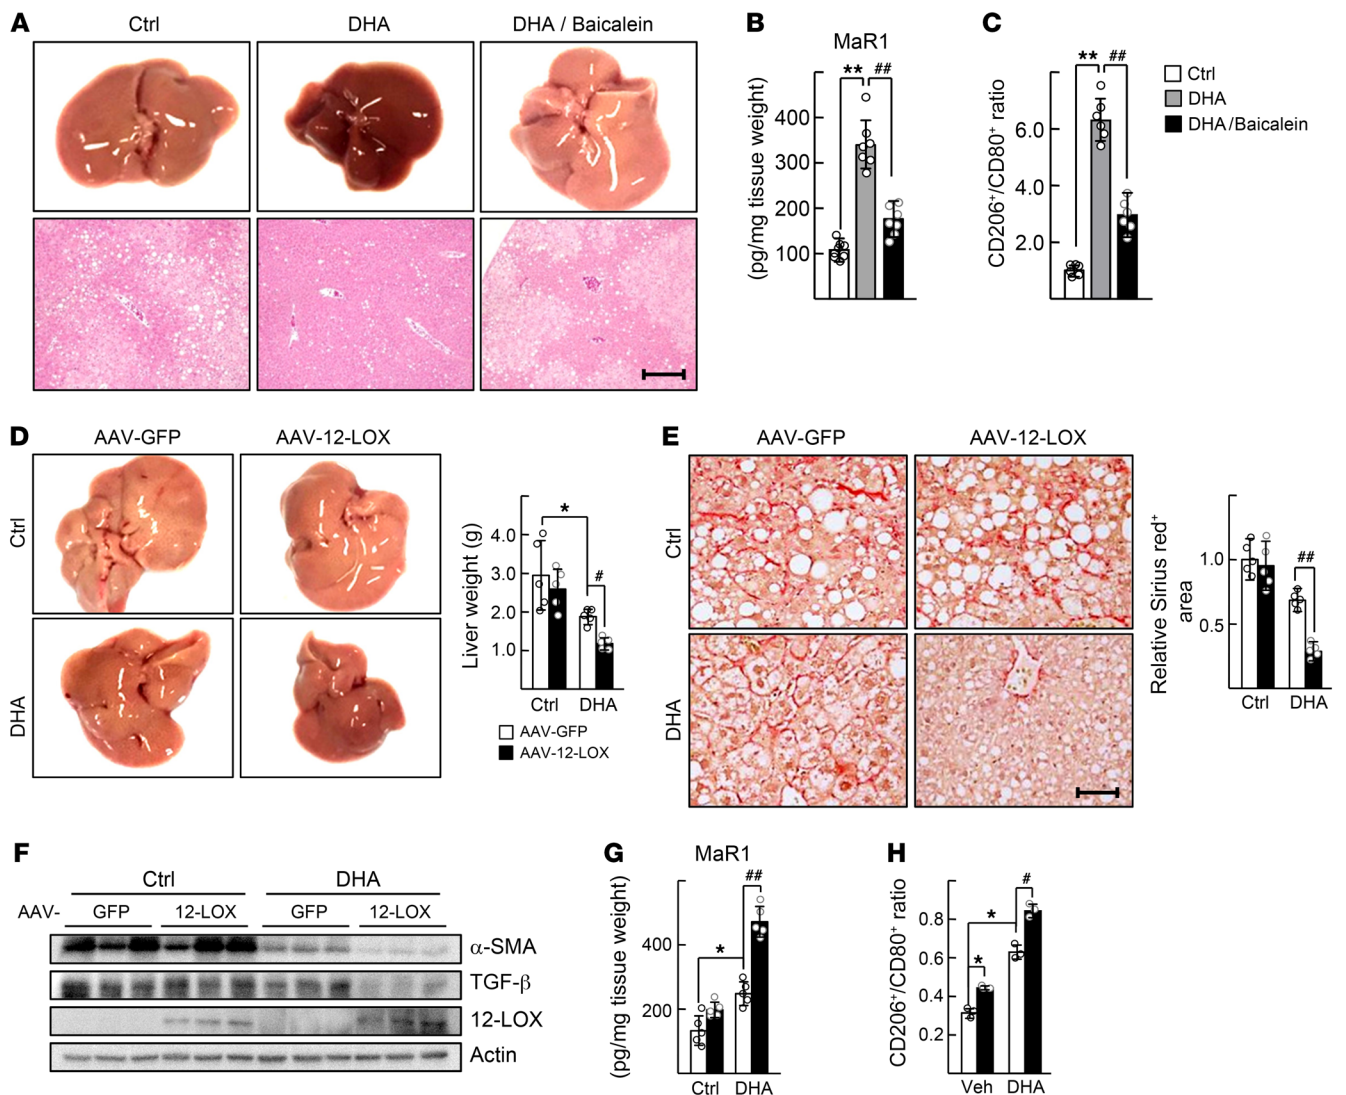 A
Ctrl
DHA
DHA / Baicalein
B
MaR1
(pg/mg tissue weight)
400
300
200
100
**
##
C
CD206⁺/CD80⁺ ratio
6.0
4.0
2.0
**
##
Ctrl
DHA
DHA/Baicalein
D
AAV-GFP
AAV-12-LOX
Ctrl
DHA
Liver weight (g)
4.0
3.0
2.0
1.0
*
#
Ctrl
DHA
AAV-GFP
AAV-12-LOX
E
AAV-GFP
AAV-12-LOX
Ctrl
DHA
Relative Sirius red⁺
area
1.0
0.5
##
Ctrl
DHA
F
Ctrl
DHA
AAV-
GFP
12-LOX
GFP
12-LOX
α-SMA
TGF-β
12-LOX
Actin
G
MaR1
(pg/mg tissue weight)
400
200
*
##
Ctrl
DHA
H
CD206⁺/CD80⁺ ratio
0.8
0.6
0.4
0.2
*
*
#
Veh
DHA